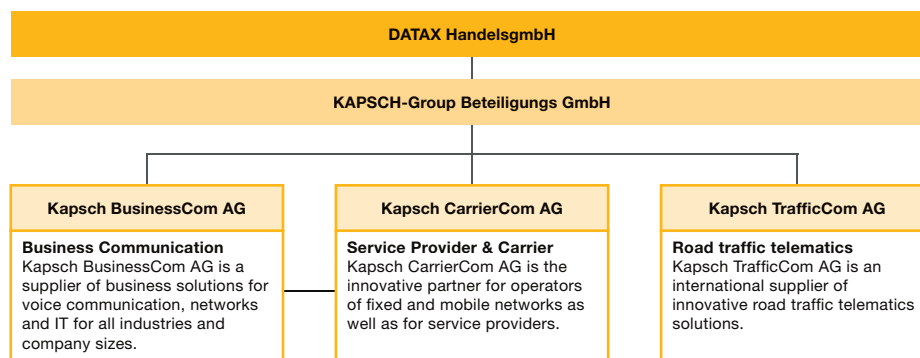 DATAX HandelsgmbH
KAPSCH-Group Beteiligungs GmbH
Kapsch BusinessCom AG
Business Communication
Kapsch BusinessCom AG is a
supplier of business solutions for
voice communication, networks
and IT for all industries and
company sizes.
Kapsch CarrierCom AG
Service Provider & Carrier
Kapsch CarrierCom AG is the
innovative partner for operators
of fixed and mobile networks as
well as for service providers.
Kapsch TrafficCom AG
Road traffic telematics
Kapsch TrafficCom AG is an
international supplier of
innovative road traffic telematics
solutions.